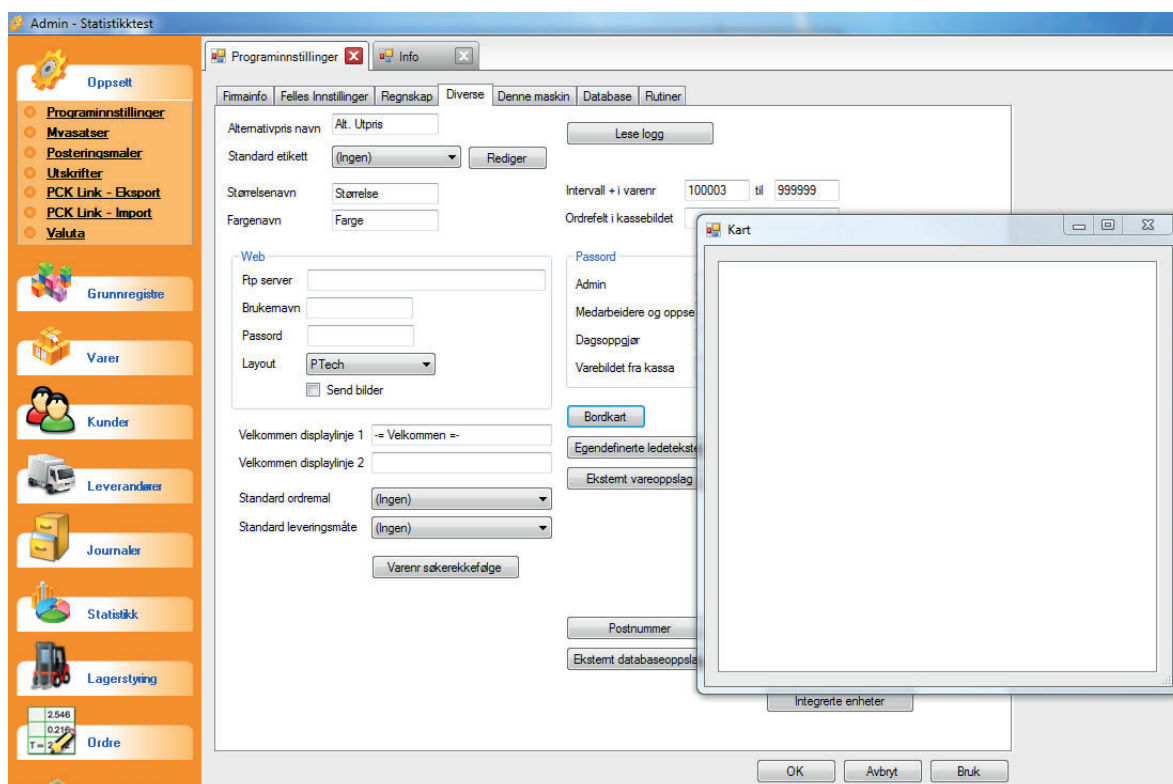 Admin - Statistikktest
Oppsett
Programinnstillinger
Mvasatser
Posteringsmaler
Utskrifter
PCK Link - Eksport
PCK Link - Import
Valuta
Grunnregistre
Varer
Kunder
Leverandører
Journaler
Statistikk
Lagerstyring
2.546
0.216
T = 2
Ordre
Programinnstillinger
Info
Firmainfo
Felles Innstillinger
Regnskap
Diverse
Denne maskin
Database
Rutiner
Alternativpris navn
Alt. Utpris
Standard etikett
(Ingen)
Rediger
Størrelsenavn
Størrelse
Fargenavn
Farge
Web
Ftp server
Brukernavn
Passord
Layout
PTech
Send bilder
Velkommen displaylinje 1
-= Velkommen =-
Velkommen displaylinje 2
Standard ordremal
(Ingen)
Standard leveringsmåte
(Ingen)
Varenr søkerekkefølge
Lese logg
Intervall + i varenr
100003
til
999999
Ordrefelt i kassebildet
Passord
Admin
Medarbeidere og oppse
Dagsoppgjør
Varebildet fra kassa
Bordkart
Egendefinerte ledetekste
Eksternt vareoppslag
Postnummer
Eksternt databaseoppsla
Integrerte enheter
Kart
OK
Avbryt
Bruk